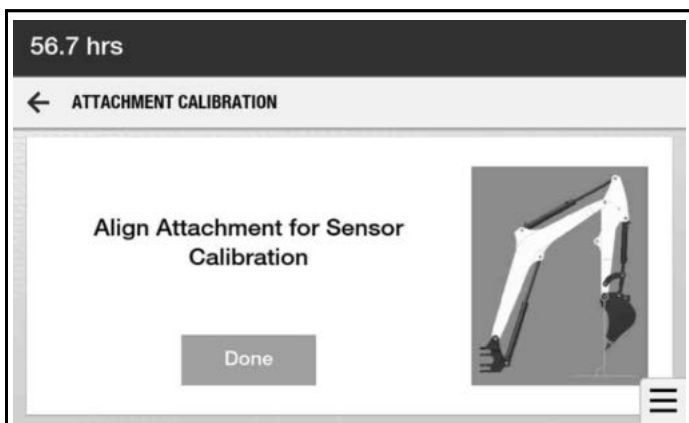 56.7 hrs
ATTACHMENT CALIBRATION
Align Attachment for Sensor
Calibration
Done